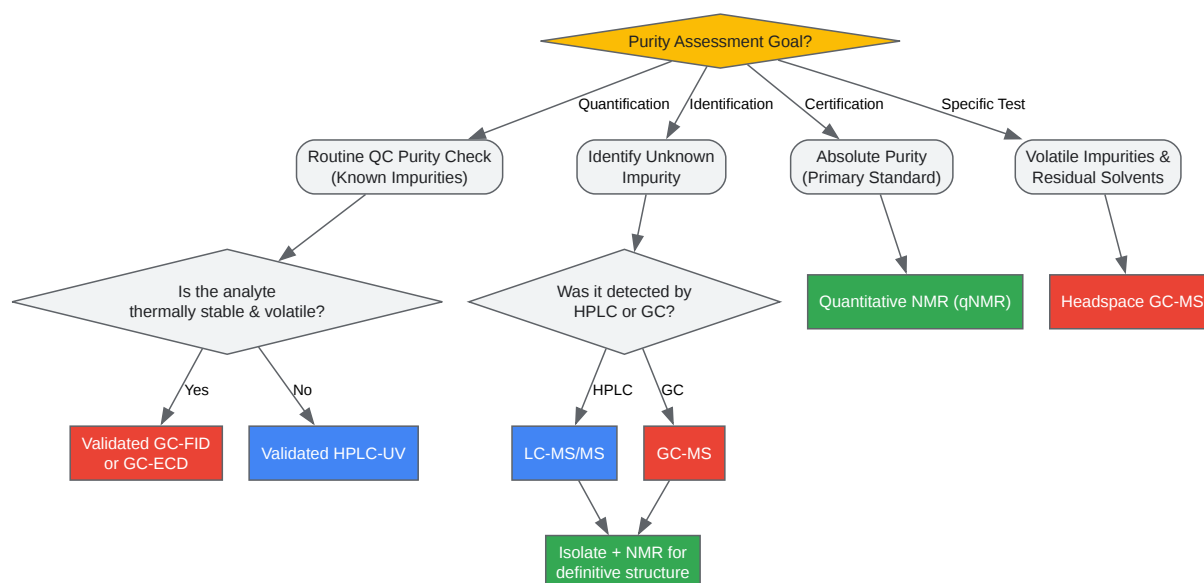 Purity Assessment Goal?
Quantification
Identification
Certification
Specific Test
Routine QC Purity Check
(Known Impurities)
Identify Unknown
Impurity
Absolute Purity
(Primary Standard)
Volatile Impurities &
Residual Solvents
Is the analyte
thermally stable & volatile?
Was it detected by
HPLC or GC?
Quantitative NMR (qNMR)
Headspace GC-MS
Yes
No
HPLC
GC
Validated GC-FID
or GC-ECD
Validated HPLC-UV
LC-MS/MS
GC-MS
Isolate + NMR for
definitive structure